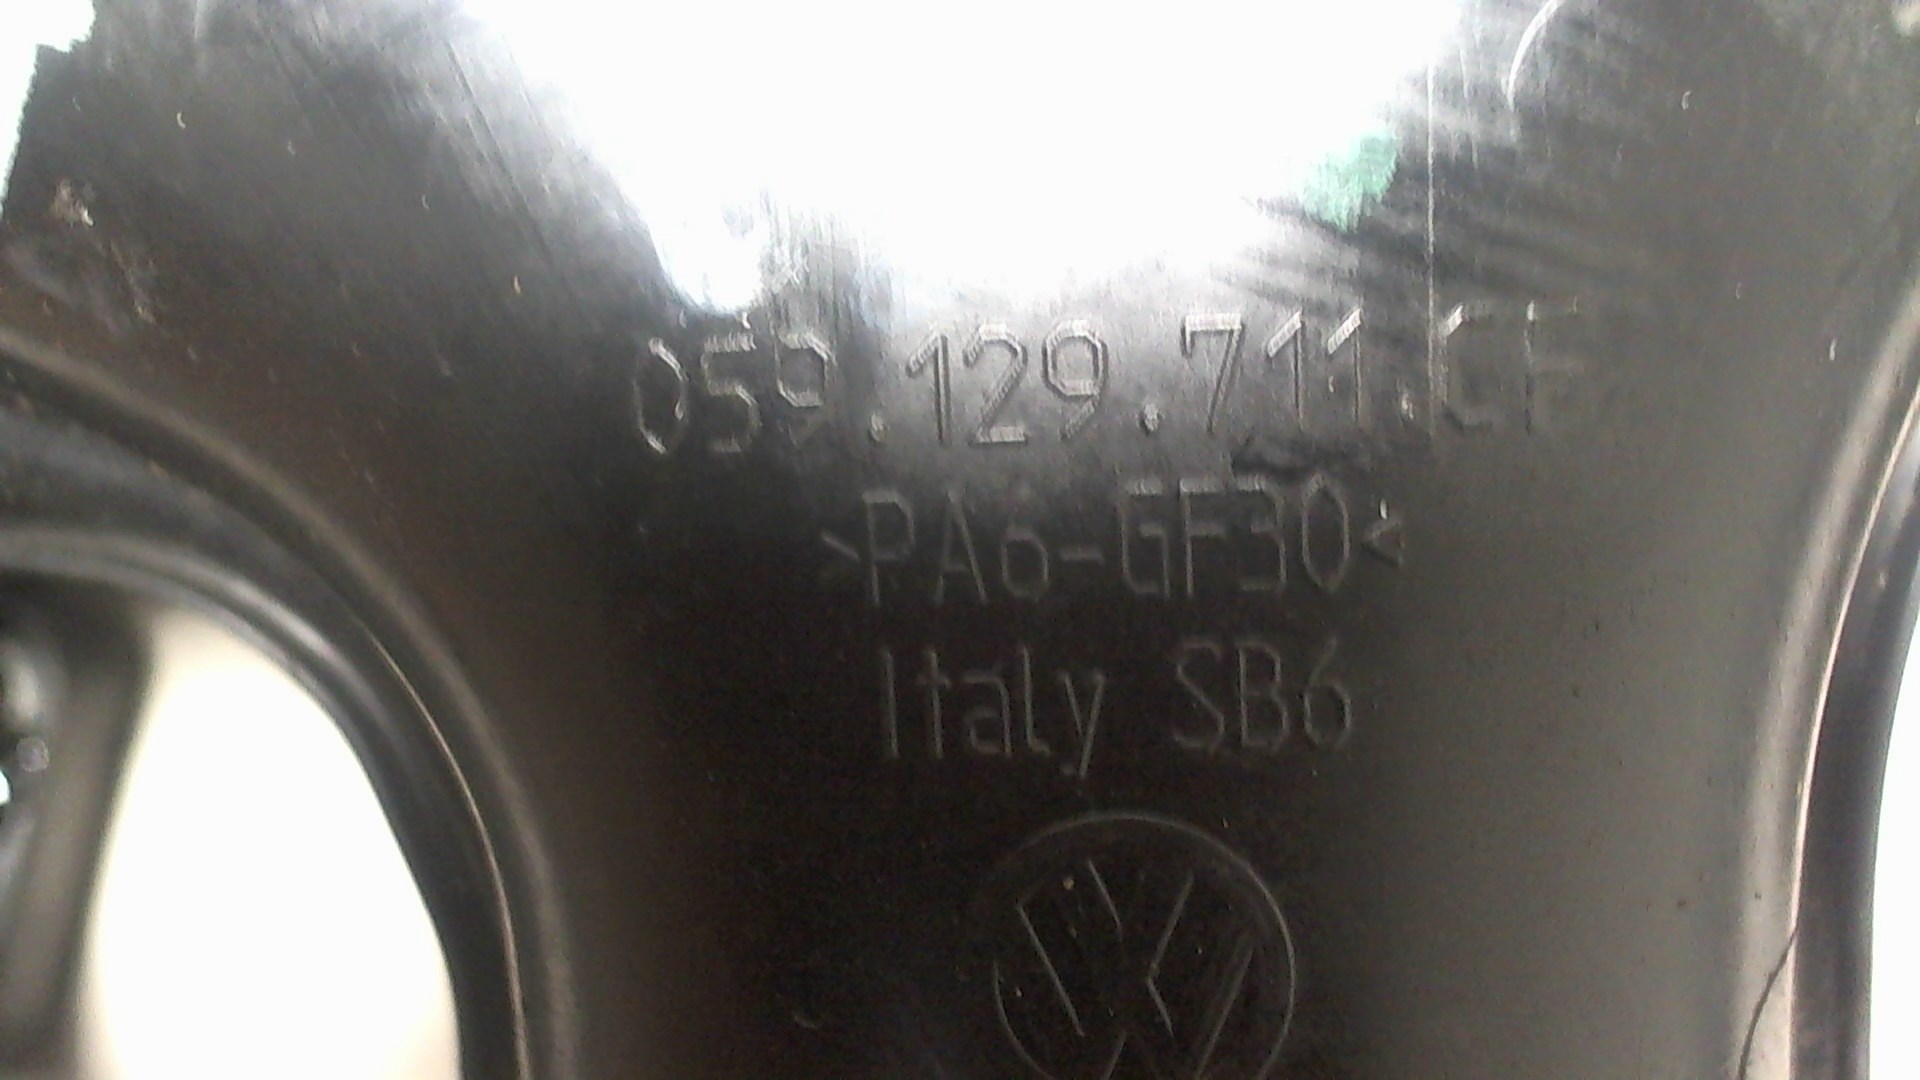 059.129.711.CF
>PA6-GF30<
Italy SB6